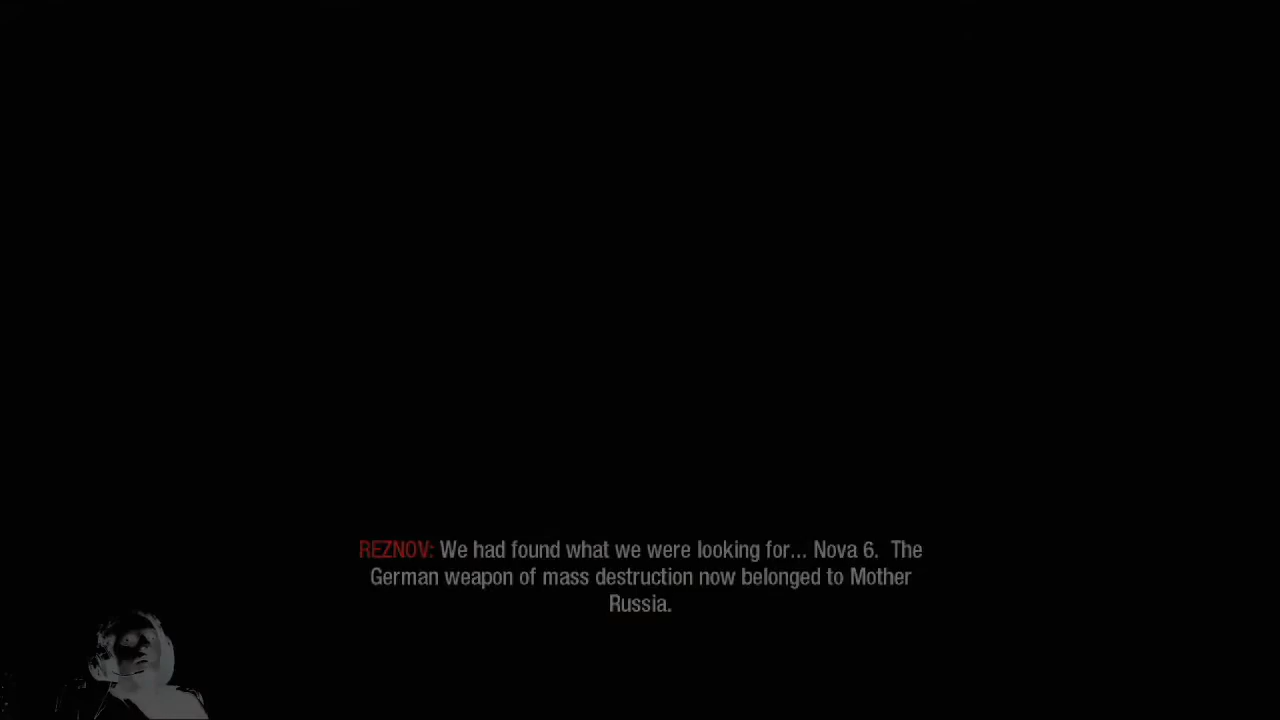 REZNOV: We had found what we were looking for... Nova 6.  The
German weapon of mass destruction now belonged to Mother
Russia.